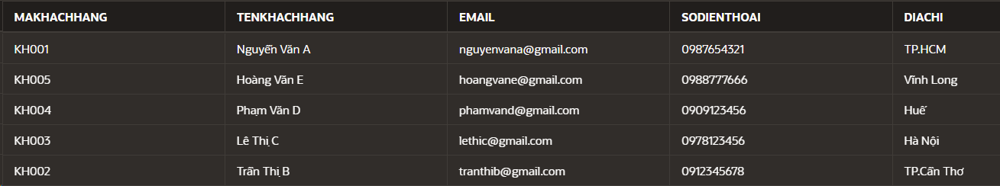 MAKHACHHANG TENKHACHHANG EMAIL SODIENTHOAI DIACHI
KH001 Nguyễn Văn A nguyenvana@gmail.com 0987654321 TP.HCM
KH005 Hoàng Văn E hoangvane@gmail.com 0988777666 Vĩnh Long
KH004 Phạm Văn D phamvand@gmail.com 0909123456 Huế
KH003 Lê Thị C lethic@gmail.com 0978123456 Hà Nội
KH002 Trần Thị B tranthib@gmail.com 0912345678 TP.Cần Thơ